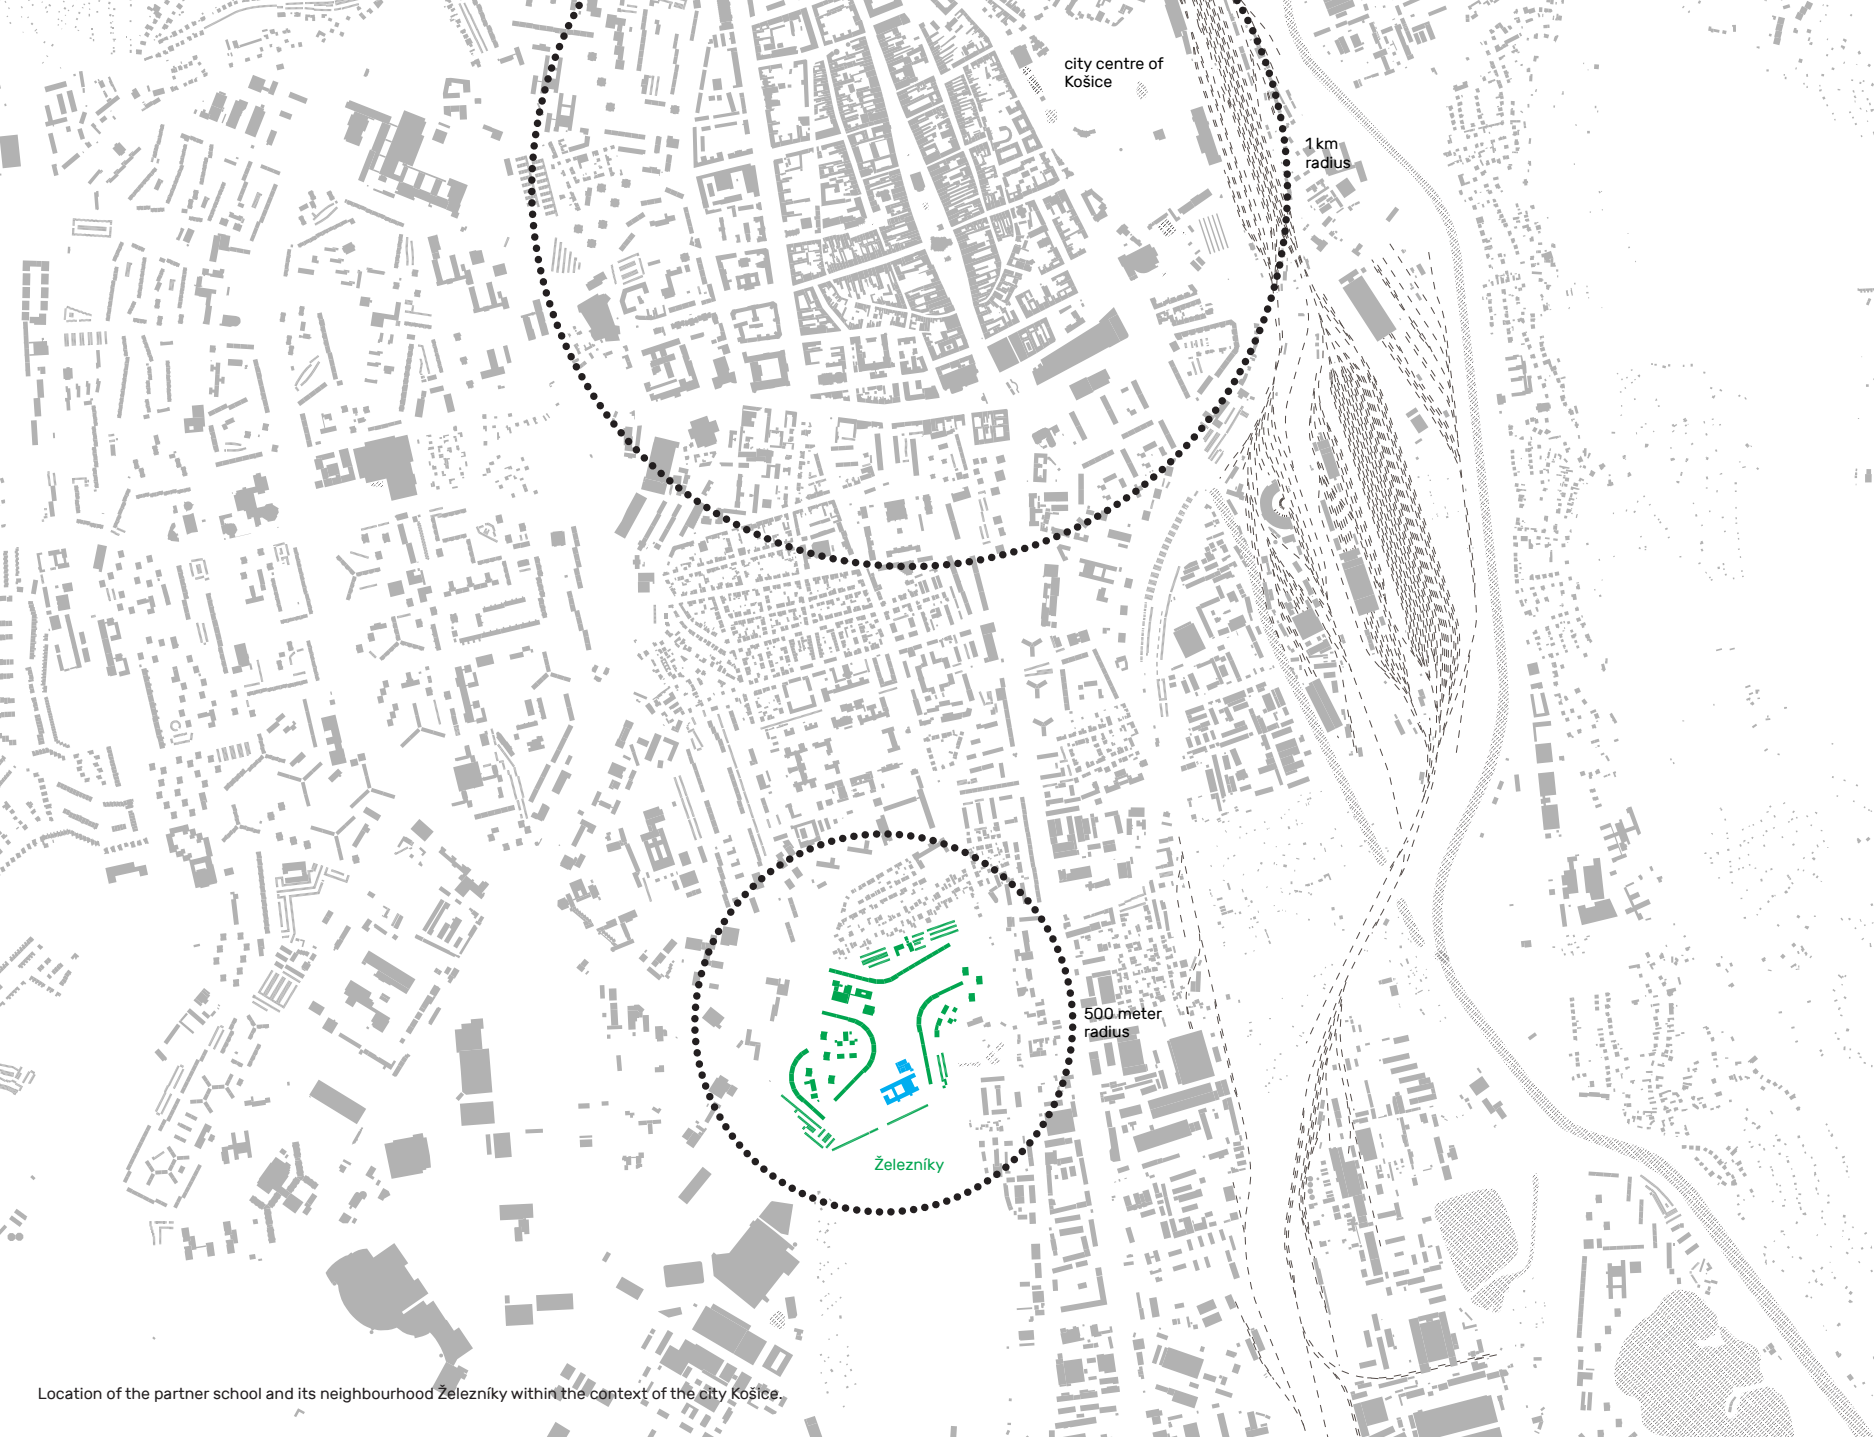 city centre of
Košice
1 km
radius
500 meter
radius
Železníky
Location of the partner school and its neighbourhood Železníky within the context of the city Košice.